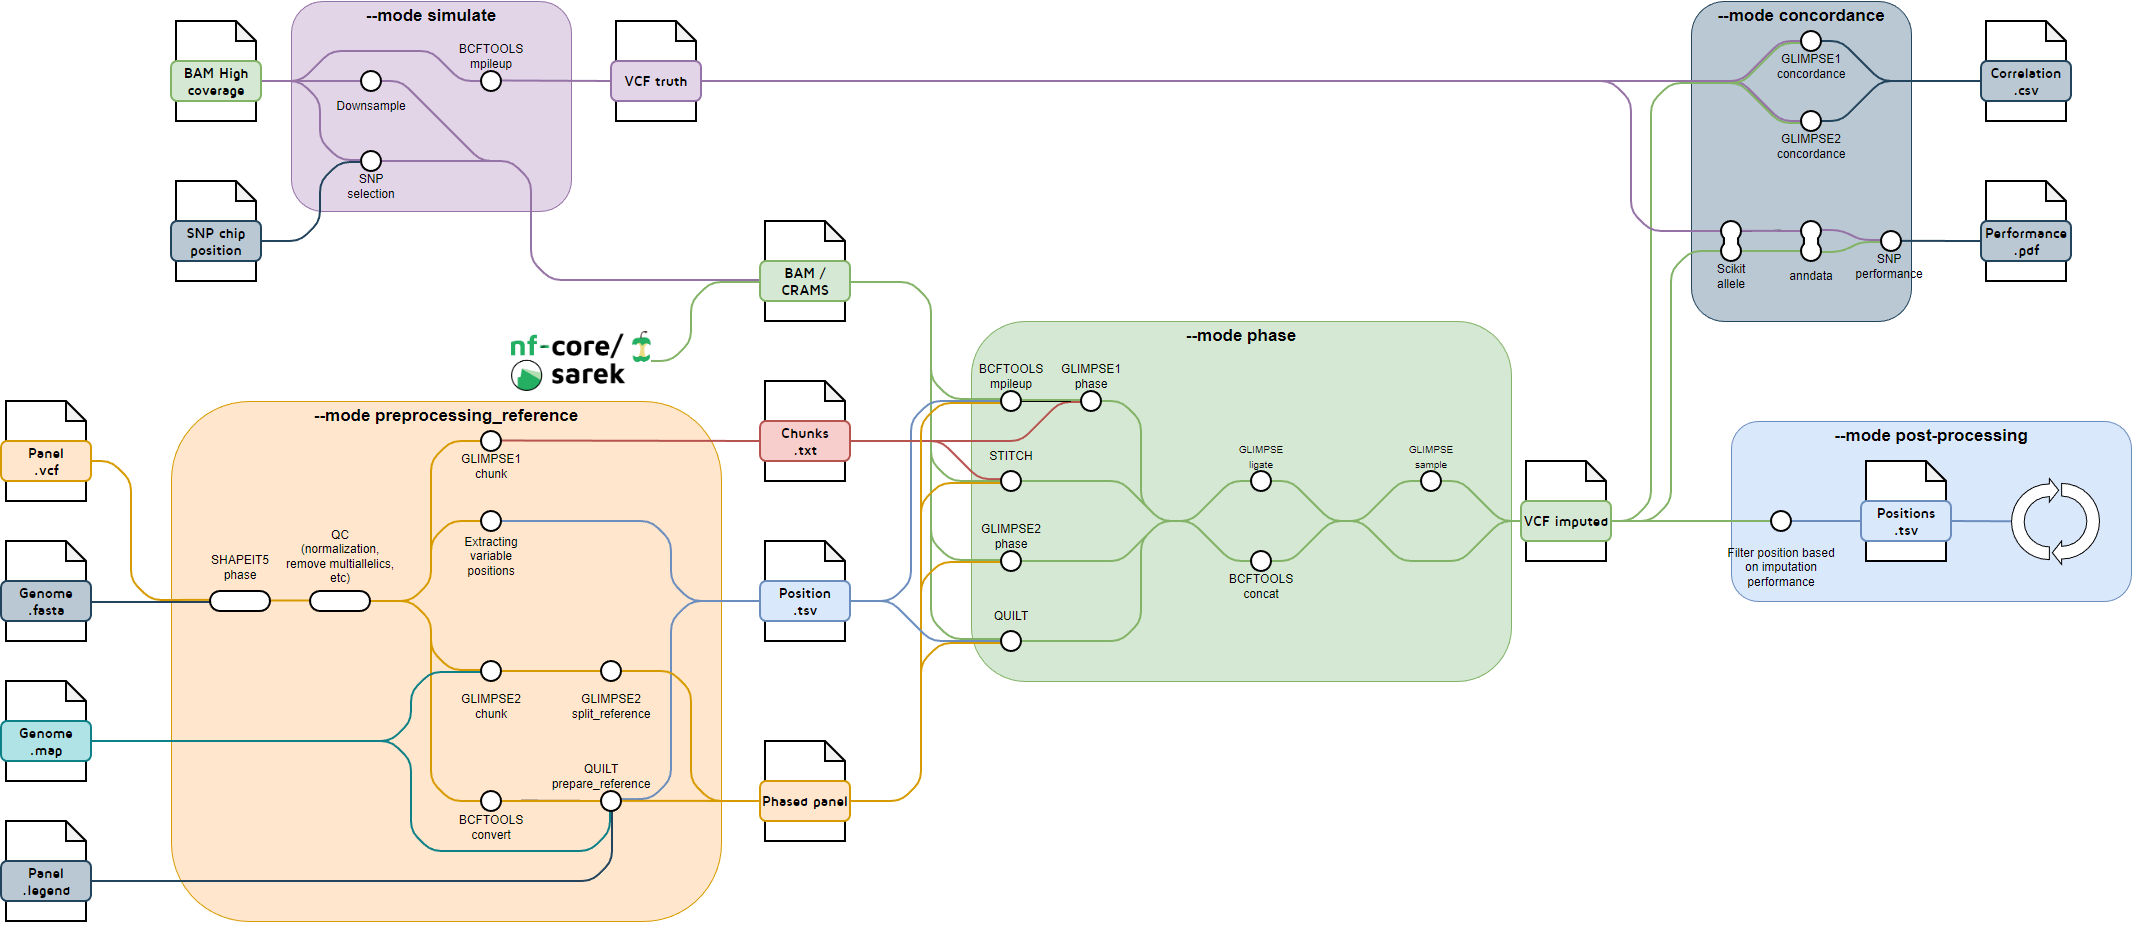 --mode simulate
BAM High
coverage
BCFTOOLS
mpileup
Downsample
SNP
selection
VCF truth
SNP chip
position
--mode concordance
GLIMPSE1
concordance
GLIMPSE2
concordance
Scikit
allele
anndata
SNP
performance
Correlation
.csv
Performance
.pdf
BAM /
CRAMS
nf-core/
sarek
--mode preprocessing_reference
Panel
.vcf
Genome
.fasta
Genome
.map
Panel
.legend
SHAPEIT5
phase
QC
(normalization,
remove multiallelics,
etc)
GLIMPSE1
chunk
Extracting
variable
positions
GLIMPSE2
chunk
GLIMPSE2
split_reference
QUILT
prepare_reference
BCFTOOLS
convert
Chunks
.txt
Position
.tsv
Phased panel
--mode phase
BCFTOOLS
mpileup
GLIMPSE1
phase
STITCH
GLIMPSE2
phase
QUILT
GLIMPSE
ligate
BCFTOOLS
concat
GLIMPSE
sample
VCF imputed
--mode post-processing
Filter position based
on imputation
performance
Positions
.tsv